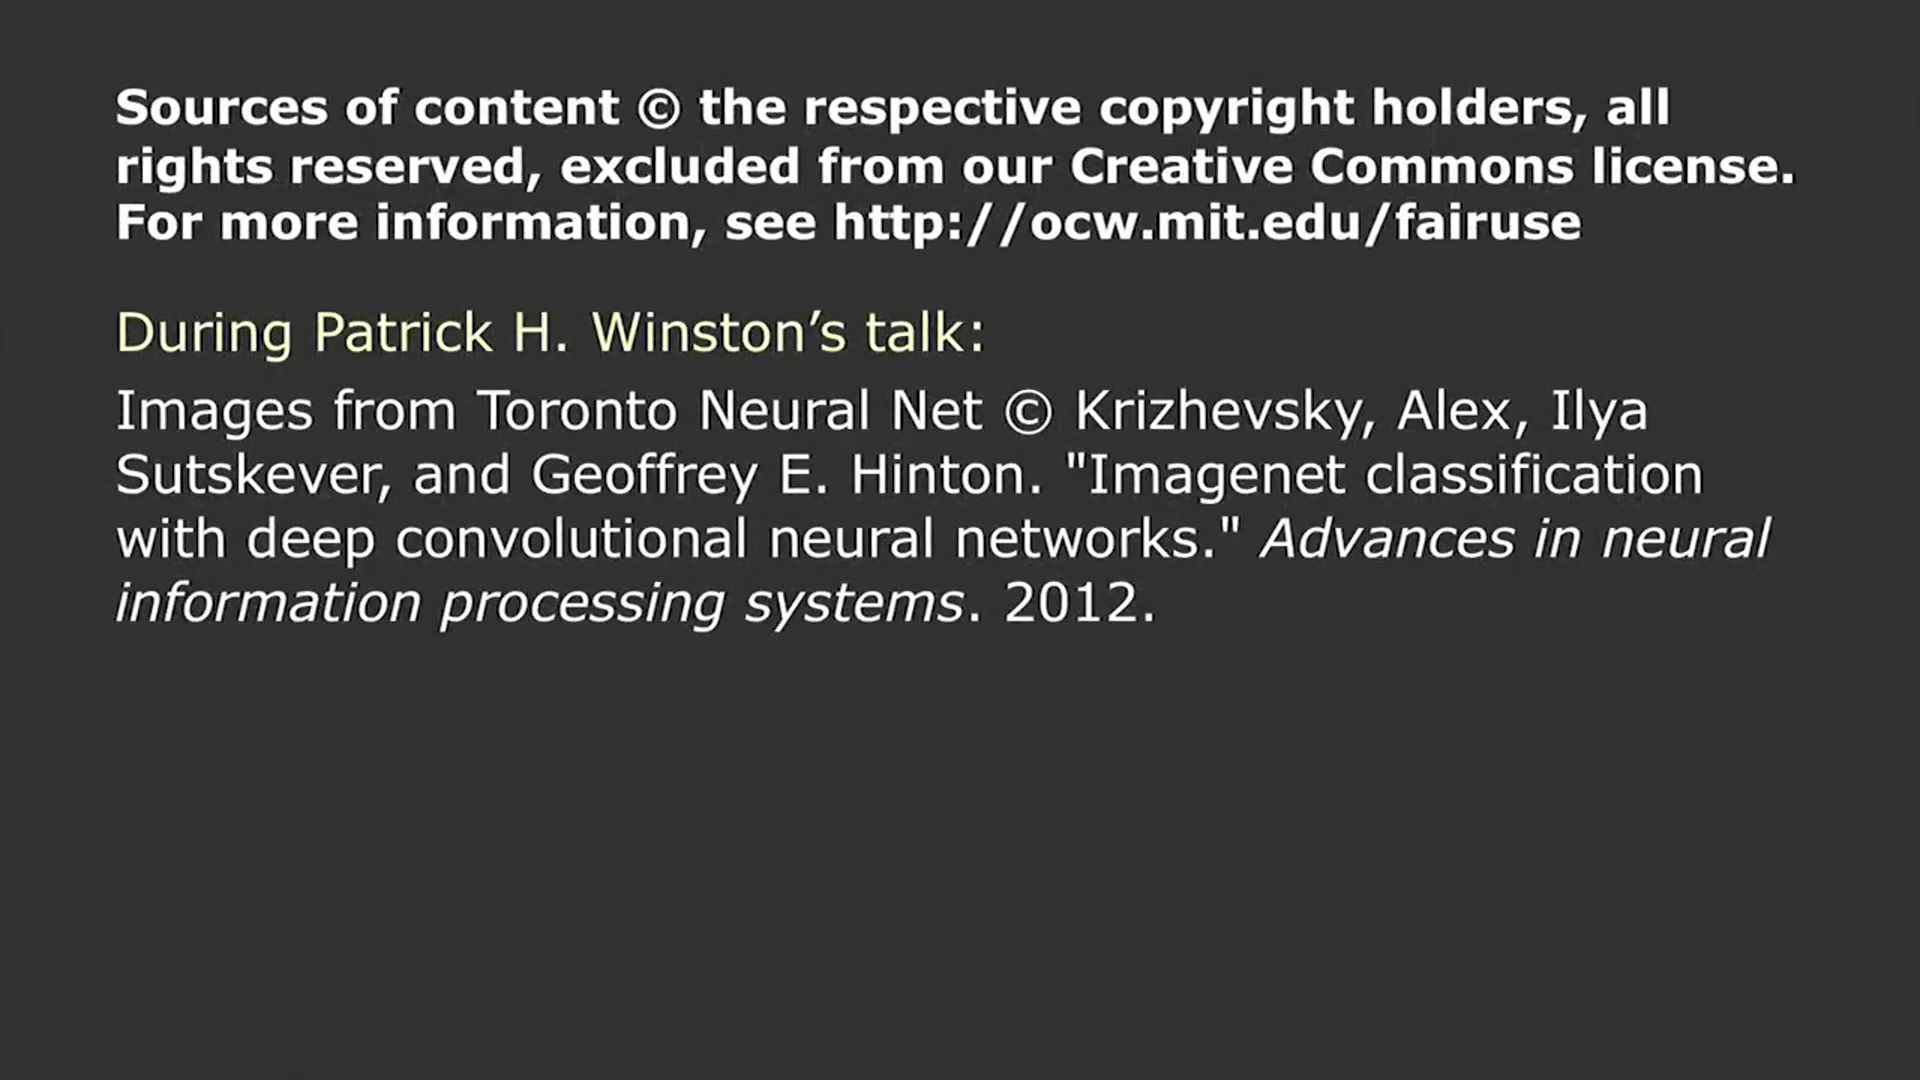 Sources of content © the respective copyright holders, all
rights reserved, excluded from our Creative Commons license.
For more information, see http://ocw.mit.edu/fairuse
During Patrick H. Winston’s talk:
Images from Toronto Neural Net © Krizhevsky, Alex, Ilya
Sutskever, and Geoffrey E. Hinton. "Imagenet classification
with deep convolutional neural networks." Advances in neural
information processing systems. 2012.